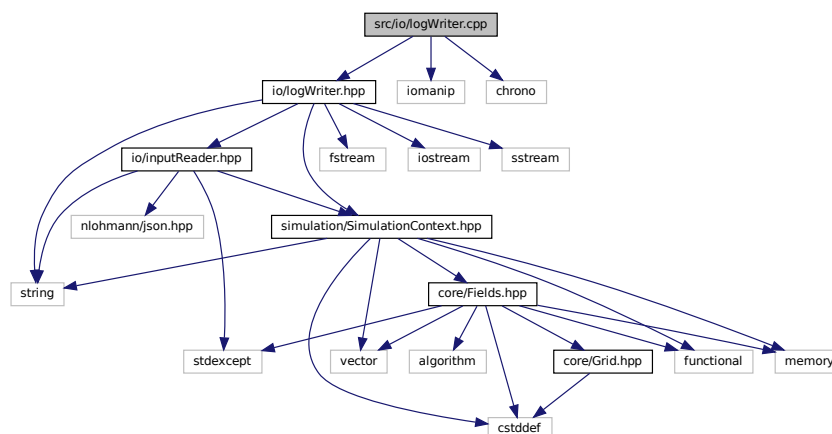 src/io/logWriter.cpp
io/logWriter.hpp
iomanip
chrono
io/inputReader.hpp
fstream
iostream
sstream
nlohmann/json.hpp
simulation/SimulationContext.hpp
string
core/Fields.hpp
stdexcept
vector
algorithm
core/Grid.hpp
functional
memory
cstddef